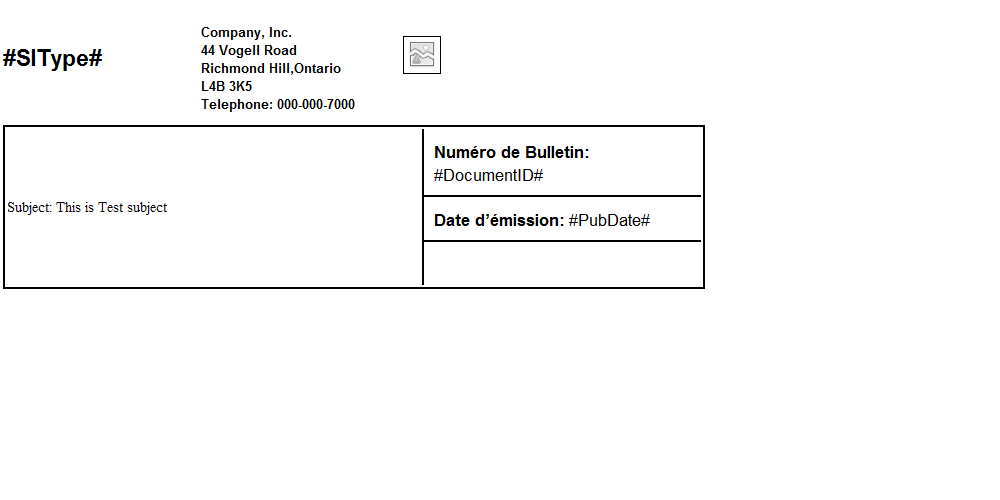 #SIType#
Company, Inc.
44 Vogell Road
Richmond Hill,Ontario
L4B 3K5
Telephone: 000-000-7000
Subject: This is Test subject
Numéro de Bulletin:
#DocumentID#
Date d’émission: #PubDate#